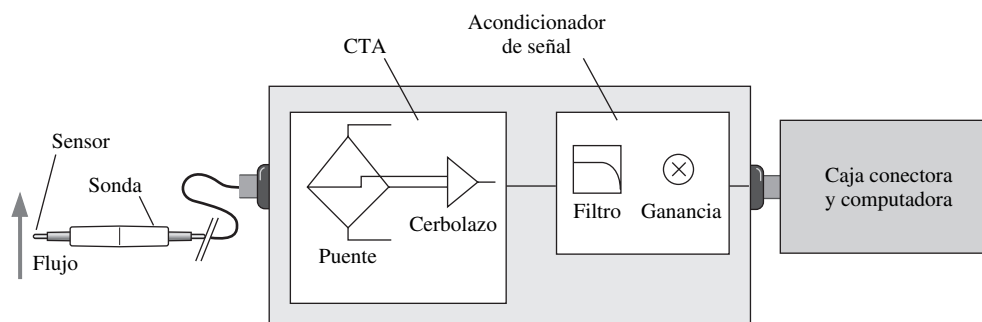 Acondicionador
de señal
CTA
Sensor
Sonda
Flujo
Puente
Cerbolazo
Filtro
Ganancia
Caja conectora
y computadora